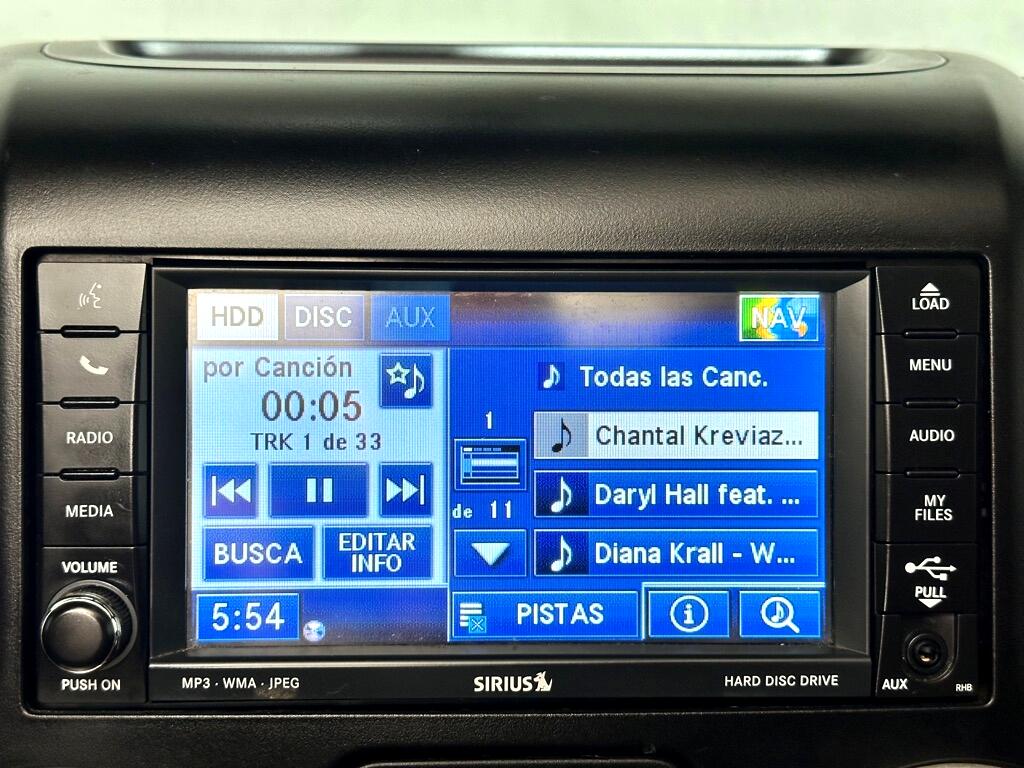 HDD DISC AUX NAV
por Canción
00:05
TRK 1 de 33
BUSCA
EDITAR
INFO
5:54
1
de 11
Todas las Canc.
Chantal Kreviaz...
Daryl Hall feat. ...
Diana Krall - W...
PISTAS
RADIO
MEDIA
VOLUME
PUSH ON
LOAD
MENU
AUDIO
MY
FILES
PULL
AUX
RHB
MP3 · WMA · JPEG
SIRIUS
HARD DISC DRIVE